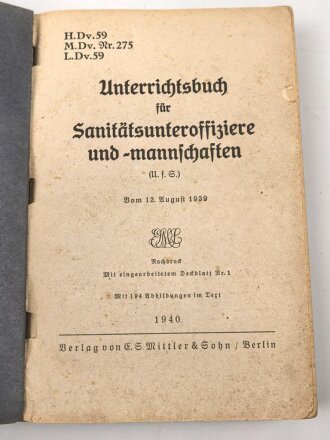 H.Dv.59
M.Dv. Nr. 275
L.Dv.59
Unterrichtsbuch
für
Sanitätsunteroffiziere
und -mannschaften
(U. f. S.)
Vom 12. August 1939
Nachdruck
Mit eingearbeitetem Deckblatt Nr. 1
Mit 194 Abbildungen im Text
1940
Verlag von E. S. Mittler & Sohn / Berlin